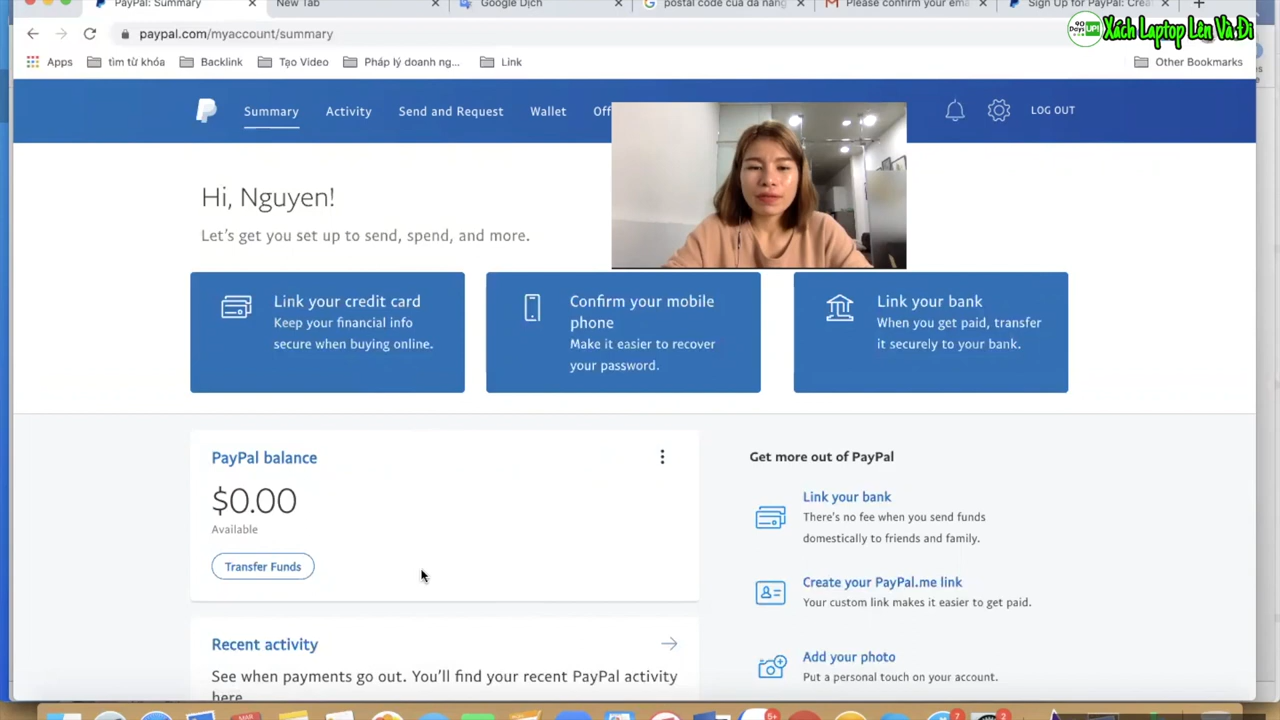 PayPal: Summary
New Tab
Google Dịch
postal code của đà nẵng
Please confirm your ema
Sign Up for PayPal: Creat
90 Days UP!
Xách Laptop Lên Và Đi
paypal.com/myaccount/summary
Apps
tìm từ khóa
Backlink
Tạo Video
Pháp lý doanh ng...
Link
Other Bookmarks
Summary
Activity
Send and Request
Wallet
Off
LOG OUT
Hi, Nguyen!
Let's get you set up to send, spend, and more.
Link your credit card
Keep your financial info
secure when buying online.
Confirm your mobile
phone
Make it easier to recover
your password.
Link your bank
When you get paid, transfer
it securely to your bank.
PayPal balance
$0.00
Available
Transfer Funds
Recent activity
See when payments go out. You'll find your recent PayPal activity
here
Get more out of PayPal
Link your bank
There's no fee when you send funds
domestically to friends and family.
Create your PayPal.me link
Your custom link makes it easier to get paid.
Add your photo
Put a personal touch on your account.